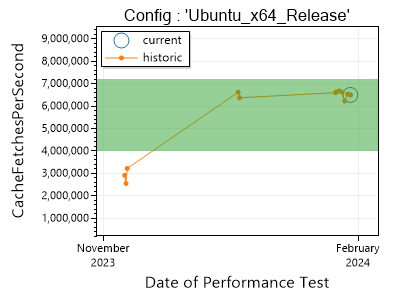 Config : 'Ubuntu_x64_Release'
current
historic
CacheFetchesPerSecond
9,000,000
8,000,000
7,000,000
6,000,000
5,000,000
4,000,000
3,000,000
2,000,000
1,000,000
November
2023
February
2024
Date of Performance Test